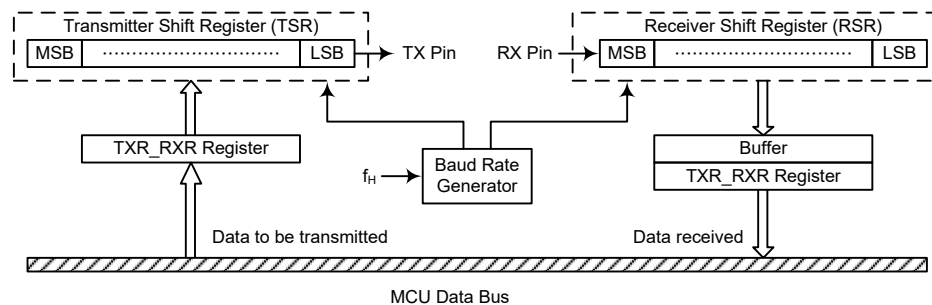 Transmitter Shift Register (TSR)
MSB ........................................ LSB
TX Pin
RX Pin
Receiver Shift Register (RSR)
MSB ........................................ LSB
TXR_RXR Register
fH
Baud Rate
Generator
Buffer
TXR_RXR Register
Data to be transmitted
Data received
MCU Data Bus